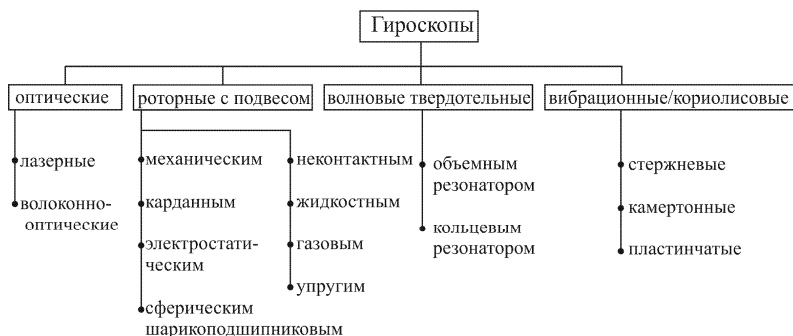 Гироскопы
оптические
роторные с подвесом
волновые твердотельные
вибрационные/кориолисовые
лазерные
волоконно-
оптические
механическим
карданным
электростати-
ческим
сферическим
шарикоподшипниковым
неконтактным
жидкостным
газовым
упругим
объемным
резонатором
кольцевым
резонатором
стержневые
камертонные
пластинчатые